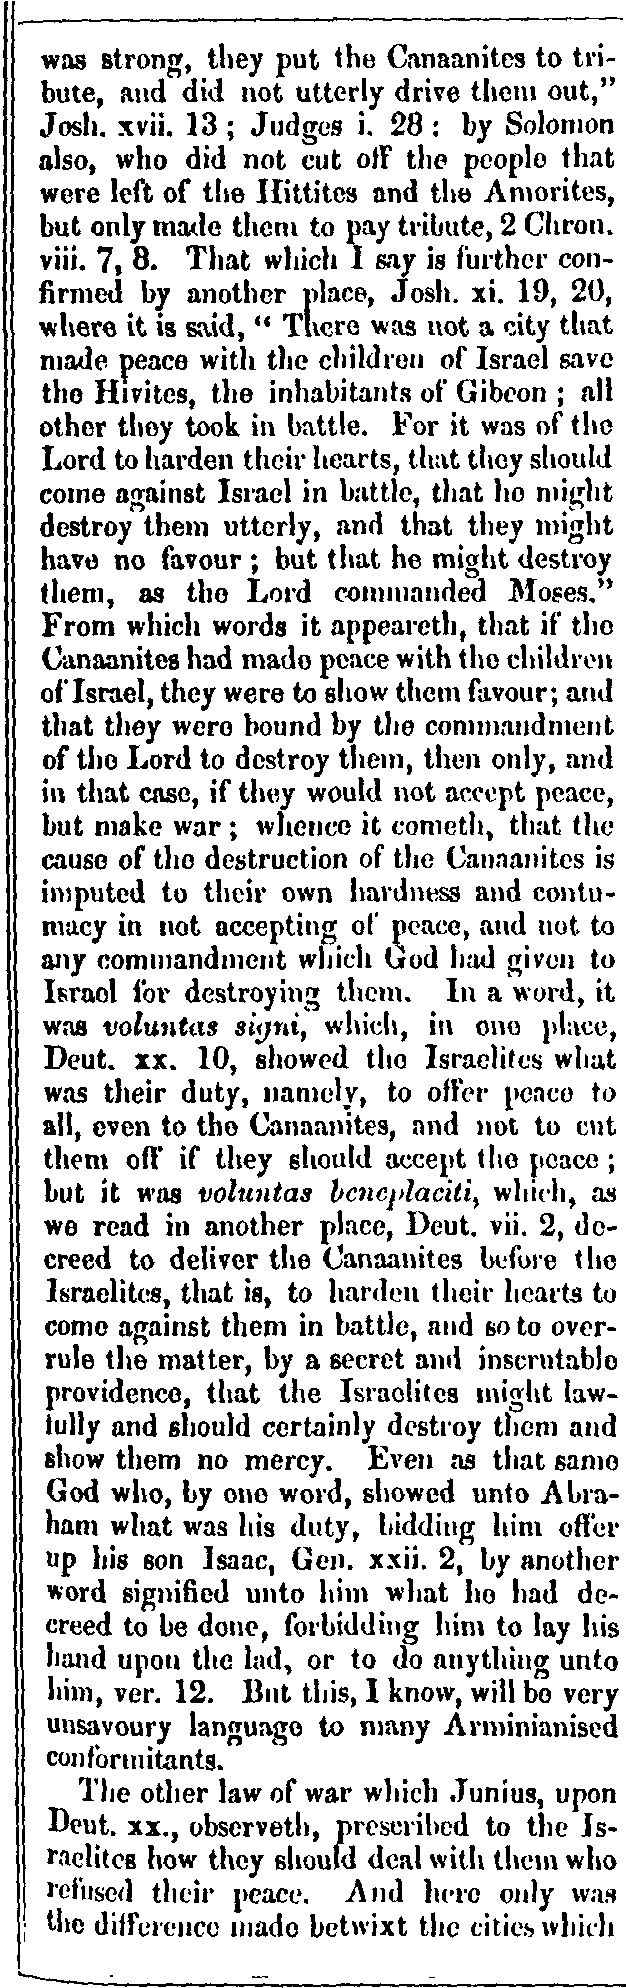 was strong, they put the Canaanites to tri-
bute, and did not utterly drive them out,”
Josh. xvii. 13 ; Judges i. 28 : by Solomon
also, who did not cut off the people that
were left of the Hittites and the Amorites,
but only made them to pay tribute, 2 Chron.
viii. 7, 8. That which I say is further con-
firmed by another place, Josh. xi. 19, 20,
where it is said, “ There was not a city that
made peace with the children of Israel save
the Hivites, the inhabitants of Gibeon ; all
other they took in battle. For it was of the
Lord to harden their hearts, that they should
come against Israel in battle, that he might
destroy them utterly, and that they might
have no favour ; but that he might destroy
them, as the Lord commanded Moses.”
From which words it appeareth, that if the
Canaanites had made peace with the children
of Israel, they were to show them favour; and
that they were bound by the commandment
of the Lord to destroy them, then only, and
in that case, if they would not accept peace,
but make war ; whence it cometh, that the
cause of the destruction of the Canaanites is
imputed to their own hardness and contu-
macy in not accepting of peace, and not to
any commandment which God had given to
Israel for destroying them. In a word, it
was voluntas signi, which, in one place,
Deut. xx. 10, showed the Israelites what
was their duty, namely, to offer peace to
all, even to the Canaanites, and not to cut
them off if they should accept the peace ;
but it was voluntas beneplaciti, which, as
we read in another place, Deut. vii. 2, de-
creed to deliver the Canaanites before the
Israelites, that is, to harden their hearts to
come against them in battle, and so to over-
rule the matter, by a secret and inscrutable
providence, that the Israelites might law-
fully and should certainly destroy them and
show them no mercy. Even as that same
God who, by one word, showed unto Abra-
ham what was his duty, bidding him offer
up his son Isaac, Gen. xxii. 2, by another
word signified unto him what he had de-
creed to be done, forbidding him to lay his
hand upon the lad, or to do anything unto
him, ver. 12. But this, I know, will be very
unsavoury language to many Arminianised
conformitants.
The other law of war which Junius, upon
Deut. xx., observeth, prescribed to the Is-
raelites how they should deal with them who
refused their peace. And here only was
the difference made betwixt the cities which